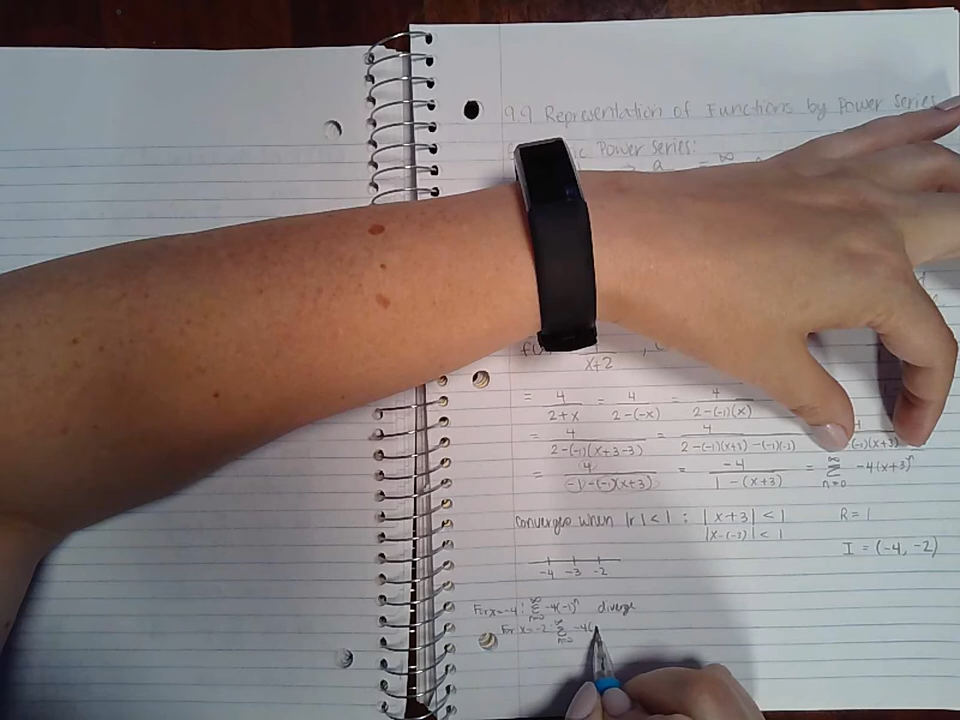 9.9 Representation of Functions by Power Series
ic Power Series:
a = ∞
x+2 ,
= 4/(2+x) = 4/(2-(-x)) = 4/(2-(-1)(x))
= 4/(2-(-1)(x+3-3)) = 4/(2-(-1)(x+3)-(-1)(-3)) -(-1)(x+3)
= 4/(-1-(-1)(x+3)) = -4/(1-(x+3)) = ∞ Σ n=0 -4(x+3)^n
Converges when |r| < 1 : |x+3| < 1 R = 1
|x-(-3)| < 1
I = (-4, -2)
-4 -3 -2
For x=-4: ∞ Σ n=0 -4(-1)^n diverge
For x=-2: ∞ Σ n=0 -4(